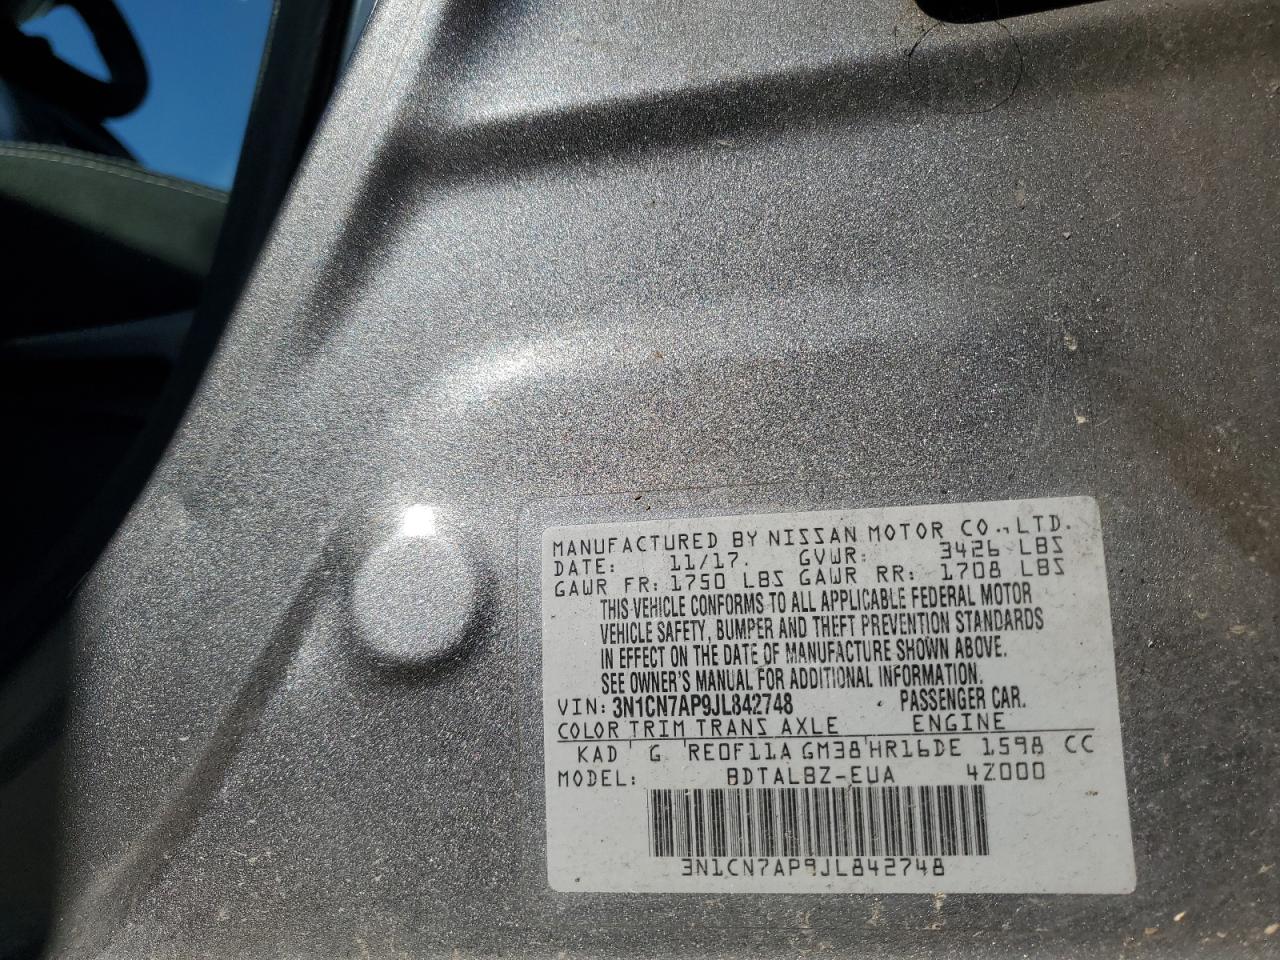 MANUFACTURED BY NISSAN MOTOR CO., LTD.
DATE: 11/17. GVWR: 3426 LBS
GAWR FR: 1750 LBS GAWR RR: 1708 LBS
THIS VEHICLE CONFORMS TO ALL APPLICABLE FEDERAL MOTOR
VEHICLE SAFETY, BUMPER AND THEFT PREVENTION STANDARDS
IN EFFECT ON THE DATE OF MANUFACTURE SHOWN ABOVE.
SEE OWNER'S MANUAL FOR ADDITIONAL INFORMATION.
VIN: 3N1CN7AP9JL842748 PASSENGER CAR.
COLOR TRIM TRANS AXLE ENGINE
KAD G RE0F11A GM38 HR16DE 1598 CC
MODEL: BDTALBZ-EUA 4Z000
3N1CN7AP9JL842748